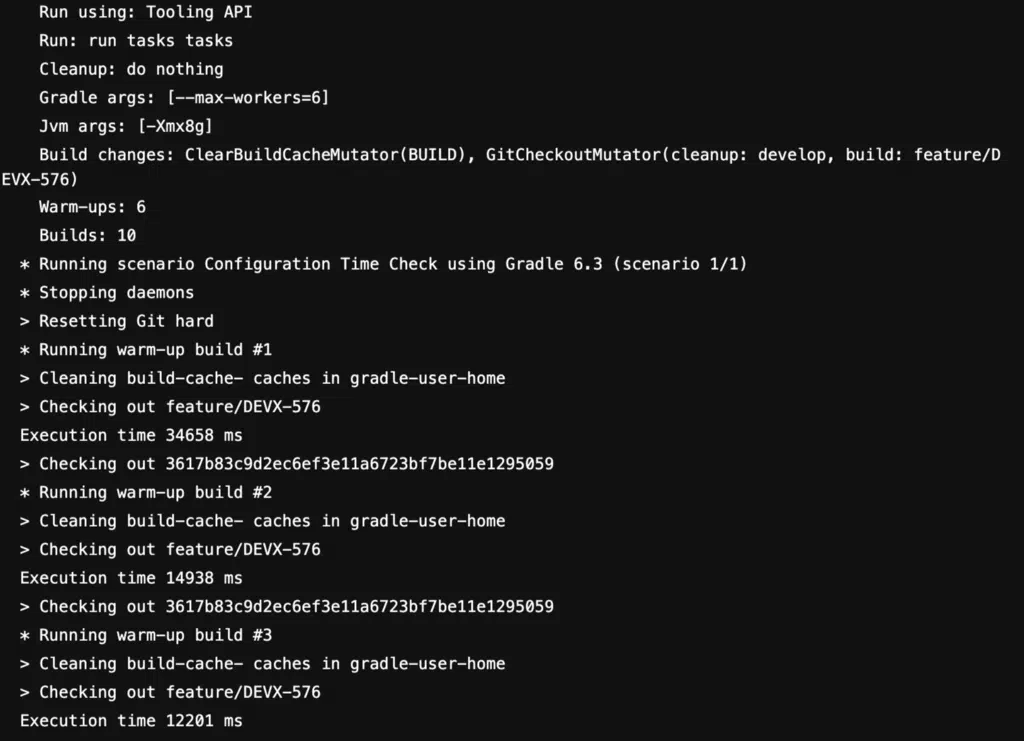 Run using: Tooling API
Run: run tasks tasks
Cleanup: do nothing
Gradle args: [--max-workers=6]
Jvm args: [-Xmx8g]
Build changes: ClearBuildCacheMutator(BUILD), GitCheckoutMutator(cleanup: develop, build: feature/D
EVX-576)
Warm-ups: 6
Builds: 10
* Running scenario Configuration Time Check using Gradle 6.3 (scenario 1/1)
* Stopping daemons
> Resetting Git hard
* Running warm-up build #1
> Cleaning build-cache- caches in gradle-user-home
> Checking out feature/DEVX-576
Execution time 34658 ms
> Checking out 3617b83c9d2ec6ef3e11a6723bf7be11e1295059
* Running warm-up build #2
> Cleaning build-cache- caches in gradle-user-home
> Checking out feature/DEVX-576
Execution time 14938 ms
> Checking out 3617b83c9d2ec6ef3e11a6723bf7be11e1295059
* Running warm-up build #3
> Cleaning build-cache- caches in gradle-user-home
> Checking out feature/DEVX-576
Execution time 12201 ms